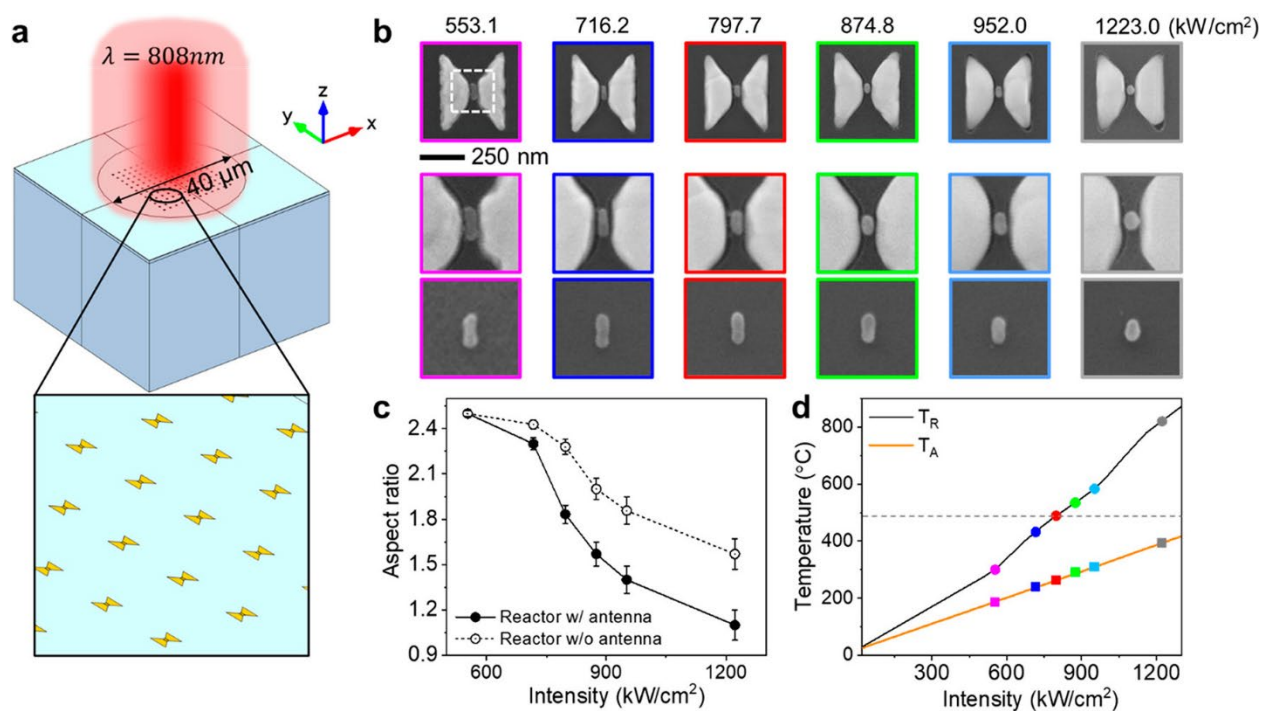 a
λ = 808nm
z
y
x
40 μm
b
553.1 716.2 797.7 874.8 952.0 1223.0 (kW/cm²)
250 nm
c
2.4
2.1
1.8
1.5
1.2
0.9
Aspect ratio
Reactor w/ antenna
Reactor w/o antenna
600 900 1200
Intensity (kW/cm²)
d
T_R
T_A
800
600
400
200
0
Temperature (°C)
300 600 900 1200
Intensity (kW/cm²)